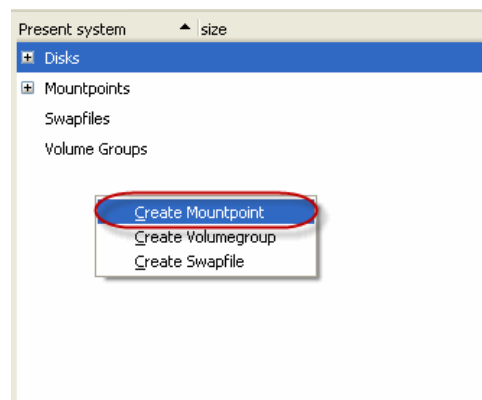 Present system size
Disks
Mountpoints
Swapfiles
Volume Groups
Create Mountpoint
Create Volumegroup
Create Swapfile